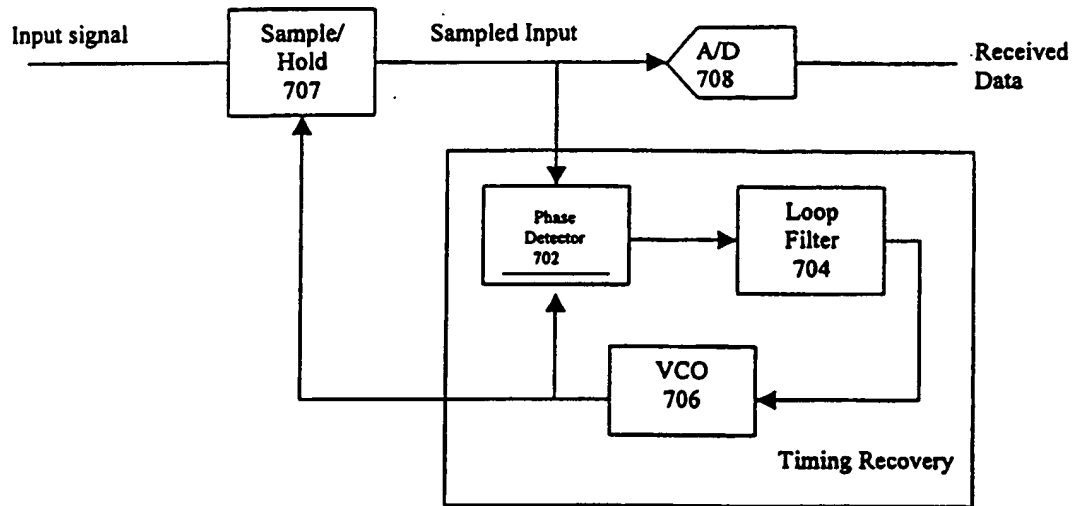 Input signal
Sample/
Hold
707
Sampled Input
A/D
708
Received
Data
Phase
Detector
702
Loop
Filter
704
VCO
706
Timing Recovery